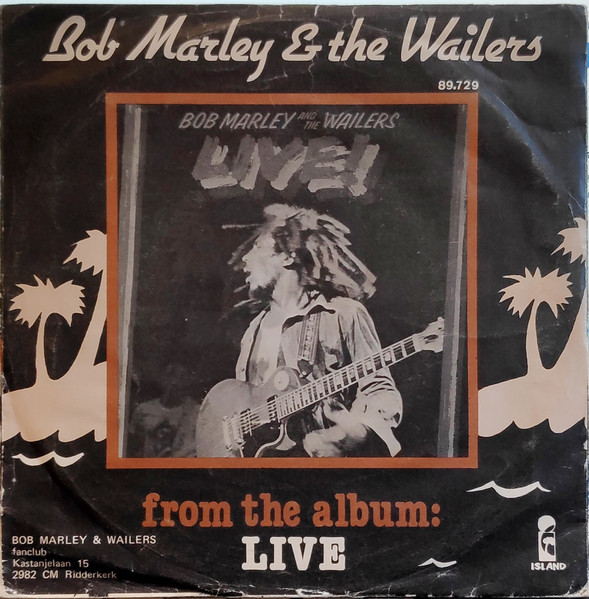 Bob Marley & the Wailers
89.729
BOB MARLEY AND THE WAILERS
LIVE!
from the album:
LIVE
BOB MARLEY & WAILERS
fanclub
Kastanjelaan 15
2982 CM Ridderkerk
ISLAND